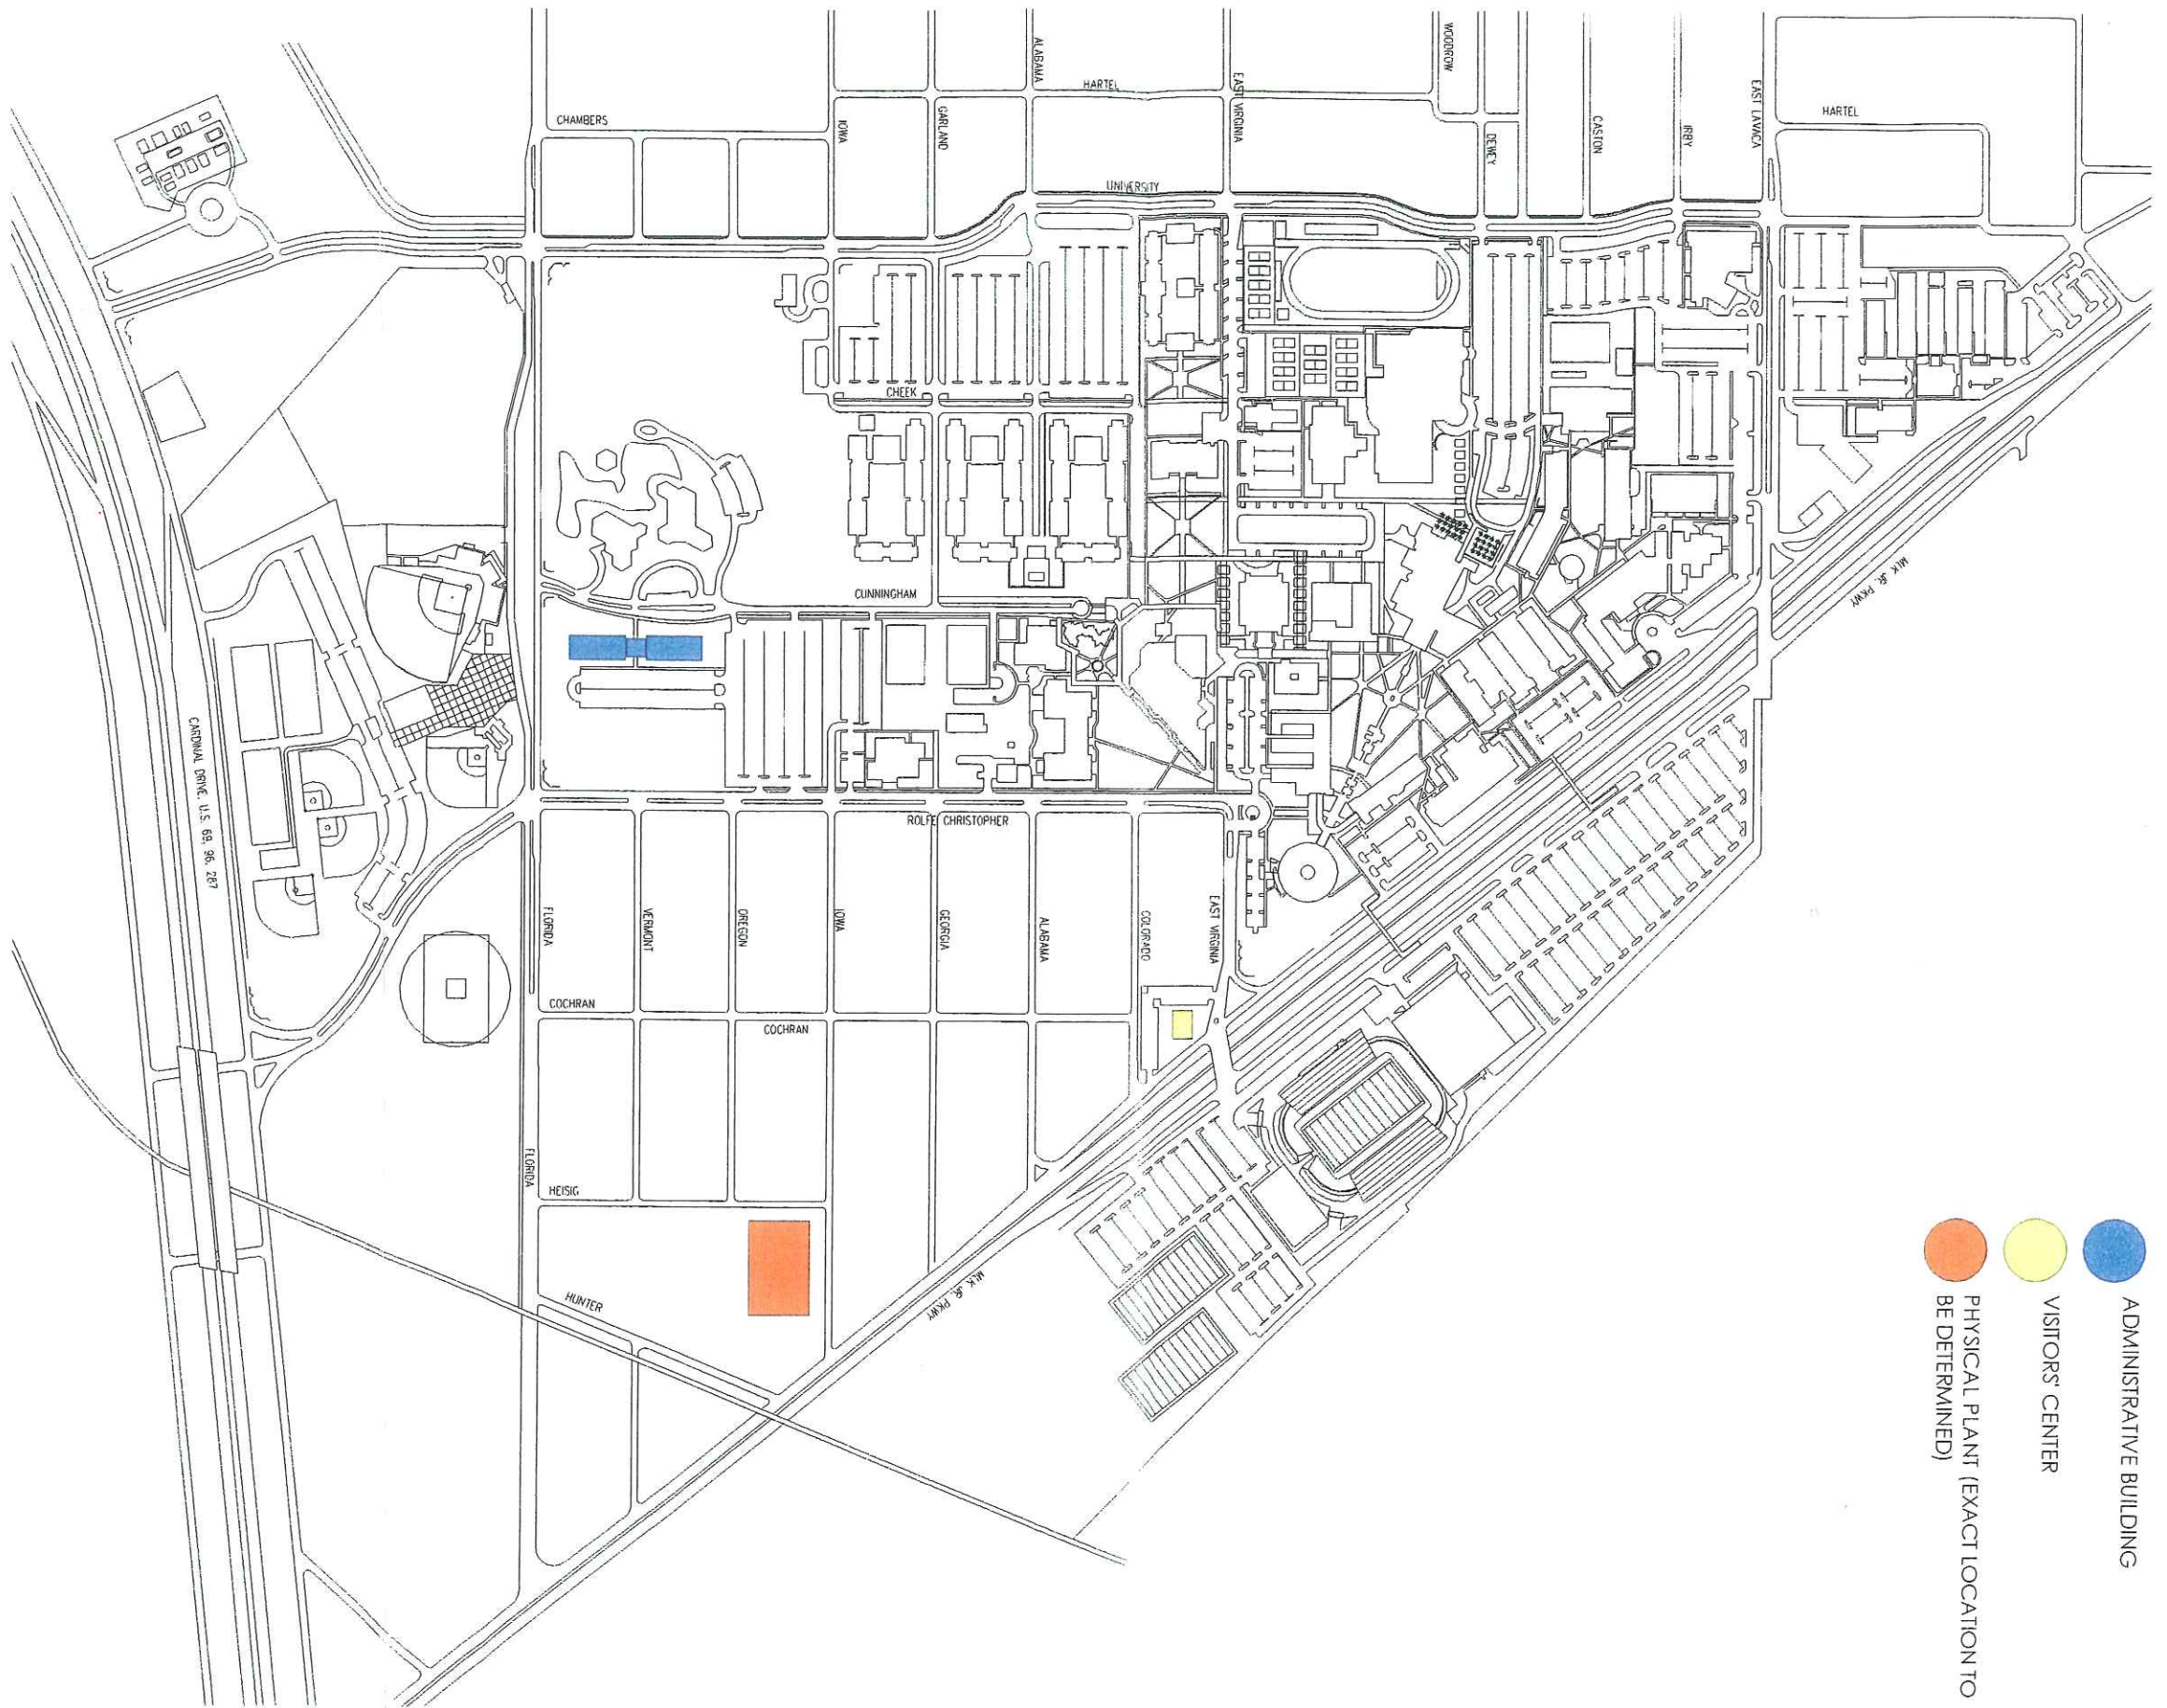 WOODROW
ALABAMA
HARTEL
EAST VIRGINIA
EAST LAVACA
HARTEL
CHAMBERS
IOWA
GARLAND
DEWEY
CASTON
IRBY
UNIVERSITY
CHEEK
MLK JR. PKWY
CUNNINGHAM
CARDINAL DRIVE, U.S. 69, 96, 287
ROLFE CHRISTOPHER
FLORIDA
VERMONT
OREGON
IOWA
GEORGIA
ALABAMA
COLORADO
EAST VIRGINIA
COCHRAN
COCHRAN
FLORIDA
HEISIG
HUNTER
MLK JR. PKWY
ADMINISTRATIVE BUILDING
VISITORS' CENTER
PHYSICAL PLANT (EXACT LOCATION TO
BE DETERMINED)